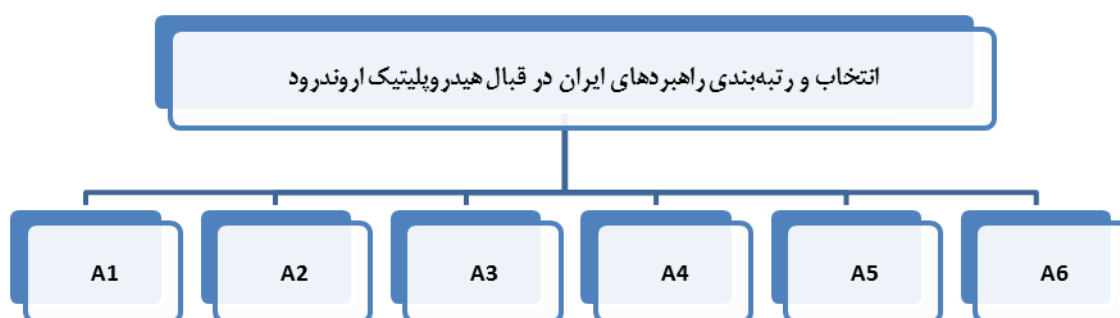 انتخاب و رتبه‌بندی راهبردهای ایران در قبال هیدروپلیتیک اروندرود
A1 A2 A3 A4 A5 A6